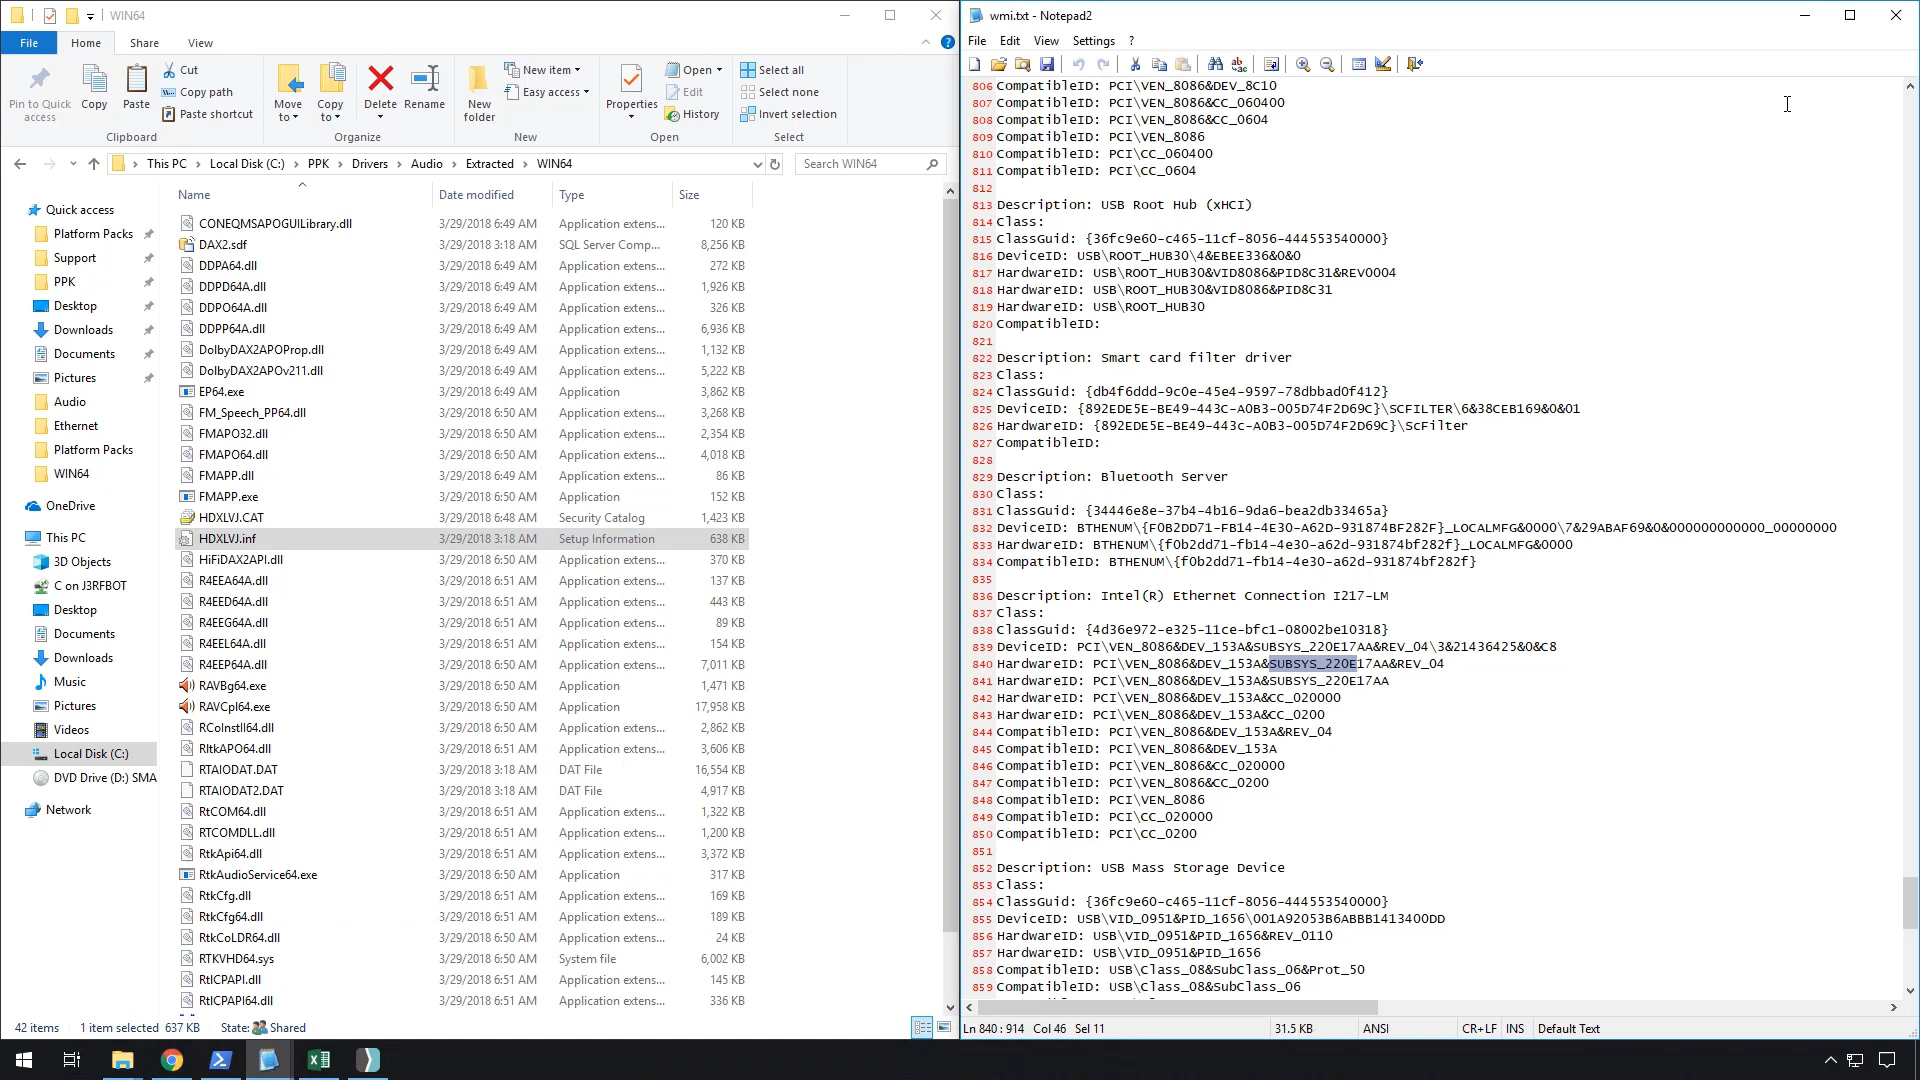 WIN64
File
Home
Share
View
Pin to Quick access
Copy
Paste
Cut
Copy path
Paste shortcut
Clipboard
Move to
Copy to
Delete
Rename
Organize
New folder
New item
Easy access
New
Properties
Open
Edit
History
Open
Select all
Select none
Invert selection
Select
This PC > Local Disk (C:) > PPK > Drivers > Audio > Extracted > WIN64
Search WIN64
Quick access
Platform Packs
Support
PPK
Desktop
Downloads
Documents
Pictures
Audio
Ethernet
Platform Packs
WIN64
OneDrive
This PC
3D Objects
C on J3RFBOT
Desktop
Documents
Downloads
Music
Pictures
Videos
Local Disk (C:)
DVD Drive (D:) SMA
Network
Name Date modified Type Size
CONEQMSAPOGUILibrary.dll 3/29/2018 6:49 AM Application extens... 120 KB
DAX2.sdf 3/29/2018 3:18 AM SQL Server Comp... 8,256 KB
DDPA64.dll 3/29/2018 6:49 AM Application extens... 272 KB
DDPD64A.dll 3/29/2018 6:49 AM Application extens... 1,926 KB
DDPO64A.dll 3/29/2018 6:49 AM Application extens... 326 KB
DDPP64A.dll 3/29/2018 6:49 AM Application extens... 6,936 KB
DolbyDAX2APOProp.dll 3/29/2018 6:49 AM Application extens... 1,132 KB
DolbyDAX2APOv211.dll 3/29/2018 6:49 AM Application extens... 5,222 KB
EP64.exe 3/29/2018 6:49 AM Application 3,862 KB
FM_Speech_PP64.dll 3/29/2018 6:50 AM Application extens... 3,268 KB
FMAPO32.dll 3/29/2018 6:50 AM Application extens... 2,354 KB
FMAPO64.dll 3/29/2018 6:50 AM Application extens... 4,018 KB
FMAPP.dll 3/29/2018 6:49 AM Application extens... 86 KB
FMAPP.exe 3/29/2018 6:50 AM Application 152 KB
HDXLVJ.CAT 3/29/2018 6:48 AM Security Catalog 1,423 KB
HDXLVJ.inf 3/29/2018 3:18 AM Setup Information 638 KB
HiFiDAX2API.dll 3/29/2018 6:50 AM Application extens... 370 KB
R4EEA64A.dll 3/29/2018 6:51 AM Application extens... 137 KB
R4EED64A.dll 3/29/2018 6:51 AM Application extens... 443 KB
R4EEG64A.dll 3/29/2018 6:51 AM Application extens... 89 KB
R4EEL64A.dll 3/29/2018 6:51 AM Application extens... 154 KB
R4EEP64A.dll 3/29/2018 6:51 AM Application extens... 7,011 KB
RAVBg64.exe 3/29/2018 6:50 AM Application 1,471 KB
RAVCpl64.exe 3/29/2018 6:50 AM Application 17,958 KB
RCoInstII64.dll 3/29/2018 6:50 AM Application extens... 2,862 KB
RltkAPO64.dll 3/29/2018 6:51 AM Application extens... 3,606 KB
RTAIODAT.DAT 3/29/2018 3:18 AM DAT File 16,554 KB
RTAIODAT2.DAT 3/29/2018 3:18 AM DAT File 4,917 KB
RtCOM64.dll 3/29/2018 6:51 AM Application extens... 1,322 KB
RTCOMDLL.dll 3/29/2018 6:51 AM Application extens... 1,200 KB
RtkApi64.dll 3/29/2018 6:51 AM Application extens... 3,372 KB
RtkAudioService64.exe 3/29/2018 6:50 AM Application 317 KB
RtkCfg.dll 3/29/2018 6:51 AM Application extens... 169 KB
RtkCfg64.dll 3/29/2018 6:50 AM Application extens... 189 KB
RtkCoLDR64.dll 3/29/2018 6:50 AM Application extens... 24 KB
RTKVHD64.sys 3/29/2018 6:50 AM System file 6,002 KB
RtlCPAPI.dll 3/29/2018 6:51 AM Application extens... 145 KB
RtlCPAPI64.dll 3/29/2018 6:51 AM Application extens... 336 KB
42 items 1 item selected 637 KB State: Shared
wmi.txt - Notepad2
File Edit View Settings ?
806 CompatibleID: PCI\VEN_8086&DEV_8C10
807 CompatibleID: PCI\VEN_8086&CC_060400
808 CompatibleID: PCI\VEN_8086&CC_0604
809 CompatibleID: PCI\VEN_8086
810 CompatibleID: PCI\CC_060400
811 CompatibleID: PCI\CC_0604
812
813 Description: USB Root Hub (xHCI)
814 Class:
815 ClassGuid: {36fc9e60-c465-11cf-8056-444553540000}
816 DeviceID: USB\ROOT_HUB30\4&EBEE336&0&0
817 HardwareID: USB\ROOT_HUB30&VID8086&PID8C31&REV0004
818 HardwareID: USB\ROOT_HUB30&VID8086&PID8C31
819 HardwareID: USB\ROOT_HUB30
820 CompatibleID:
821
822 Description: Smart card filter driver
823 Class:
824 ClassGuid: {db4f6ddd-9c0e-45e4-9597-78dbbad0f412}
825 DeviceID: {892EDE5E-BE49-443C-A0B3-005D74F2D69C}\SCFILTER\6&38CEB169&0&01
826 HardwareID: {892EDE5E-BE49-443c-A0B3-005D74F2D69C}\ScFilter
827 CompatibleID:
828
829 Description: Bluetooth Server
830 Class:
831 ClassGuid: {34446e8e-37b4-4b16-9da6-bea2db33465a}
832 DeviceID: BTHENUM\{F0B2DD71-FB14-4E30-A62D-931874BF282F}_LOCALMFG&0000\7&29ABAF69&0&000000000000_00000000
833 HardwareID: BTHENUM\{f0b2dd71-fb14-4e30-a62d-931874bf282f}_LOCALMFG&0000
834 CompatibleID: BTHENUM\{f0b2dd71-fb14-4e30-a62d-931874bf282f}
835
836 Description: Intel(R) Ethernet Connection I217-LM
837 Class:
838 ClassGuid: {4d36e972-e325-11ce-bfc1-08002be10318}
839 DeviceID: PCI\VEN_8086&DEV_153A&SUBSYS_220E17AA&REV_04\3&21436425&0&C8
840 HardwareID: PCI\VEN_8086&DEV_153A&SUBSYS_220E17AA&REV_04
841 HardwareID: PCI\VEN_8086&DEV_153A&SUBSYS_220E17AA
842 HardwareID: PCI\VEN_8086&DEV_153A&CC_020000
843 HardwareID: PCI\VEN_8086&DEV_153A&CC_0200
844 CompatibleID: PCI\VEN_8086&DEV_153A&REV_04
845 CompatibleID: PCI\VEN_8086&DEV_153A
846 CompatibleID: PCI\VEN_8086&CC_020000
847 CompatibleID: PCI\VEN_8086&CC_0200
848 CompatibleID: PCI\VEN_8086
849 CompatibleID: PCI\CC_020000
850 CompatibleID: PCI\CC_0200
851
852 Description: USB Mass Storage Device
853 Class:
854 ClassGuid: {36fc9e60-c465-11cf-8056-444553540000}
855 DeviceID: USB\VID_0951&PID_1656\001A92053B6ABBB1413400DD
856 HardwareID: USB\VID_0951&PID_1656&REV_0110
857 HardwareID: USB\VID_0951&PID_1656
858 CompatibleID: USB\Class_08&SubClass_06&Prot_50
859 CompatibleID: USB\Class_08&SubClass_06
Ln 840 : 914 Col 46 Sel 11 31.5 KB ANSI CR+LF INS Default Text